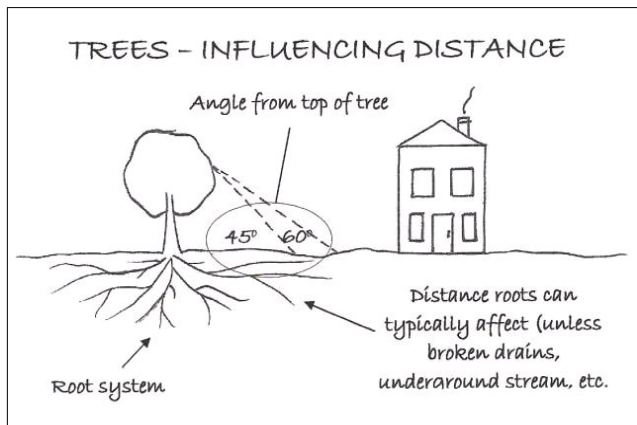 TREES – INFLUENCING DISTANCE
Angle from top of tree
45° 60°
Distance roots can
typically affect (unless
broken drains,
underaround stream, etc.
Root system